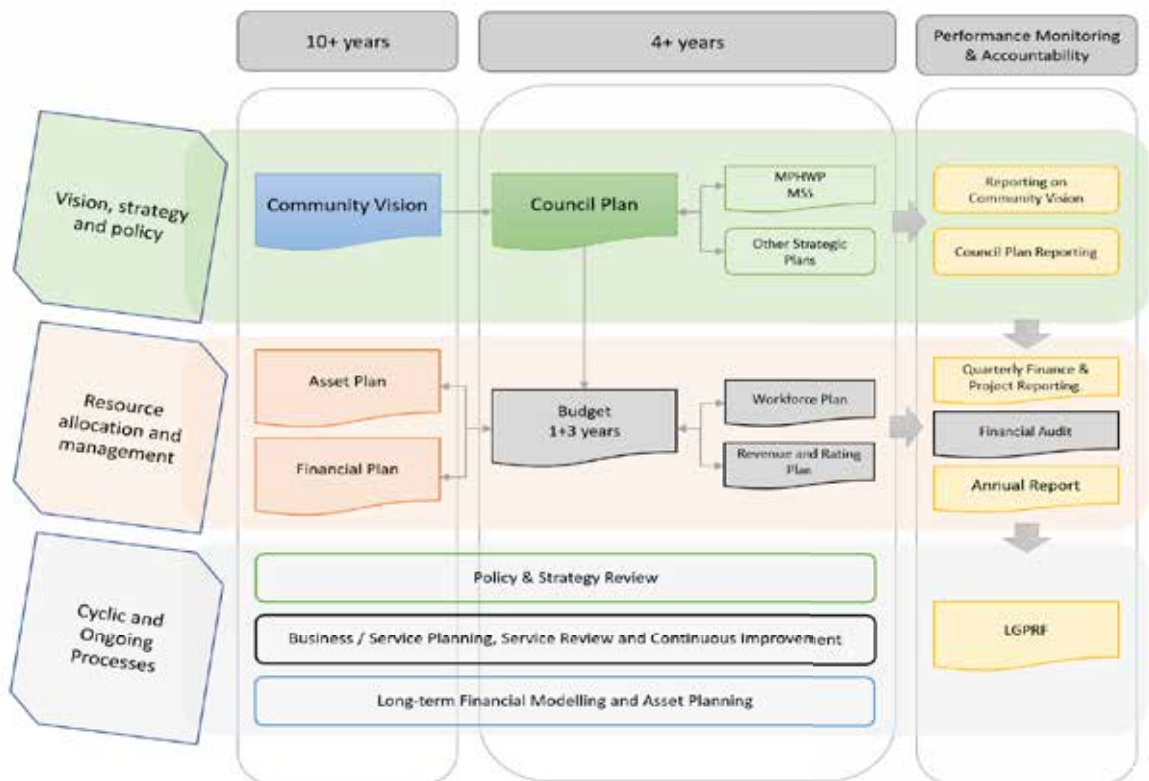 10+ years
4+ years
Performance Monitoring
& Accountability
Vision, strategy
and policy
Community Vision
Council Plan
MPHWP
MSS
Other Strategic
Plans
Reporting on
Community Vision
Council Plan Reporting
Resource
allocation and
management
Asset Plan
Financial Plan
Budget
1+3 years
Workforce Plan
Revenue and Rating
Plan
Quarterly Finance &
Project Reporting.
Financial Audit
Annual Report
Cyclic and
Ongoing
Processes
Policy & Strategy Review
Business / Service Planning, Service Review and Continuous Improvement
Long-term Financial Modelling and Asset Planning
LGPRF